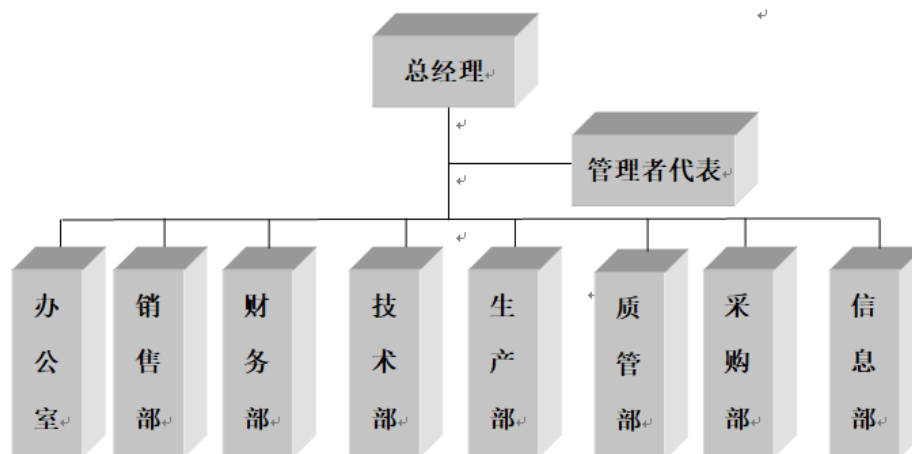 总经理
管理者代表
办公室
销售部
财务部
技术部
生产部
质管部
采购部
信息部